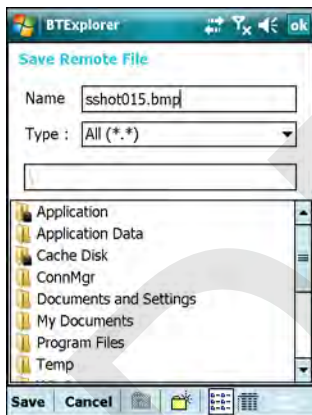 BTExplorer ok
Save Remote File
Name sshot015.bmp
Type : All (*.*)
\
Application
Application Data
Cache Disk
ConnMgr
Documents and Settings
My Documents
Program Files
Temp
Save Cancel